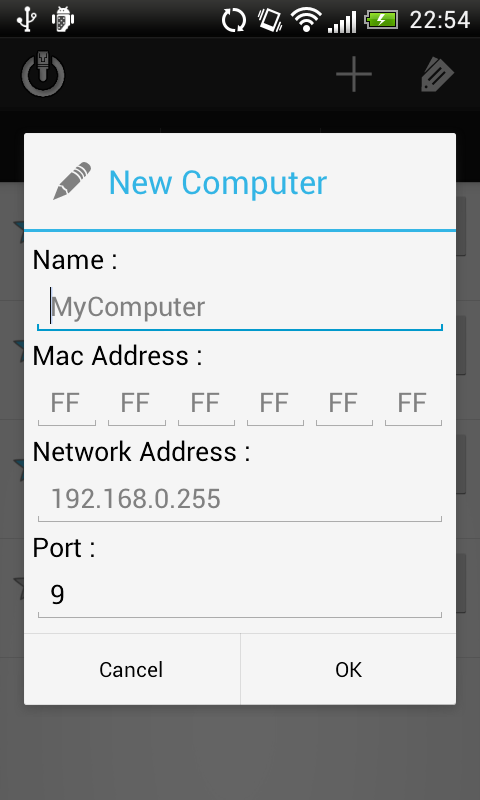 22:54
New Computer
Name :
MyComputer
Mac Address :
FF FF FF FF FF FF
Network Address :
192.168.0.255
Port :
9
Cancel OK